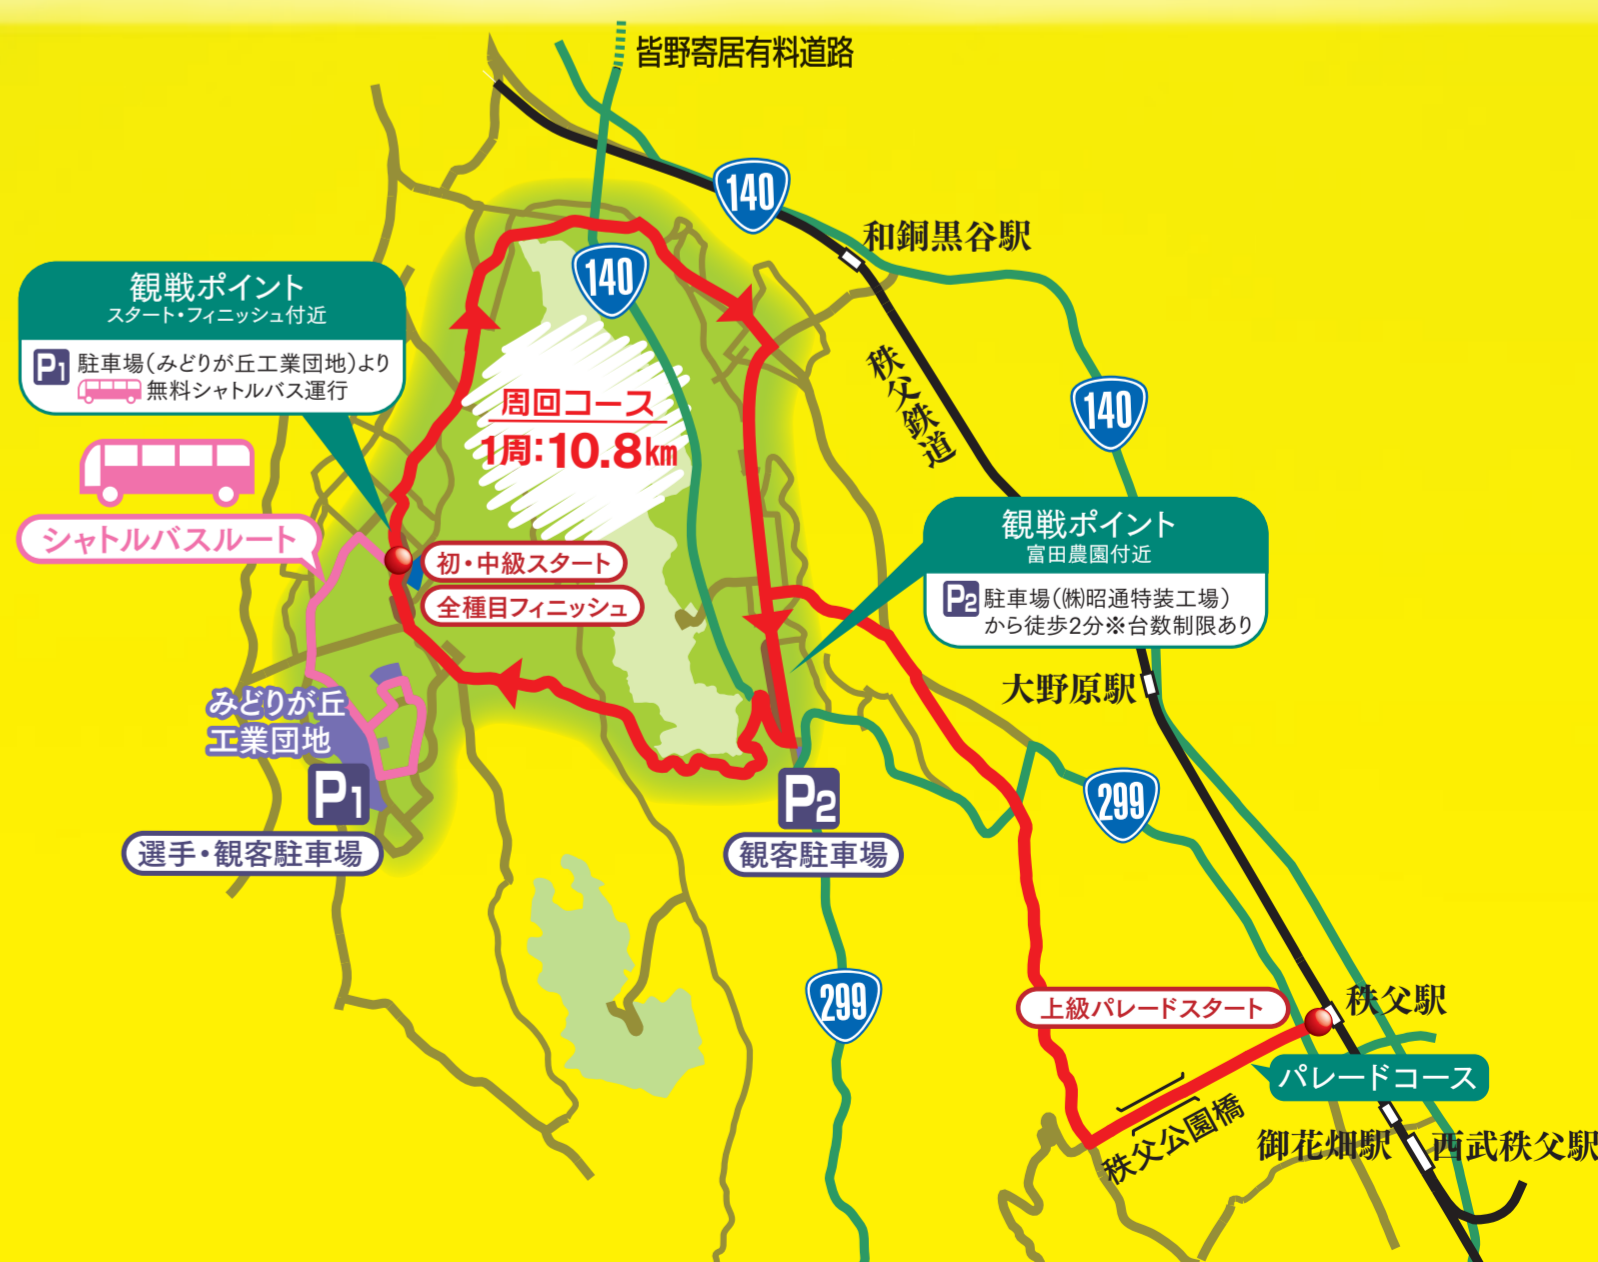 皆野寄居有料道路
140
和銅黒谷駅
140
観戦ポイント
スタート・フィニッシュ付近
P1 駐車場(みどりが丘工業団地)より
無料シャトルバス運行
秩父鉄道
140
周回コース
1周:10.8km
シャトルバスルート
観戦ポイント
富田農園付近
P2 駐車場(㈱昭通特装工場)
から徒歩2分※台数制限あり
初・中級スタート
全種目フィニッシュ
大野原駅
みどりが丘
工業団地
P1
選手・観客駐車場
P2
観客駐車場
299
299
上級パレードスタート
秩父駅
パレードコース
秩父公園橋
御花畑駅
西武秩父駅